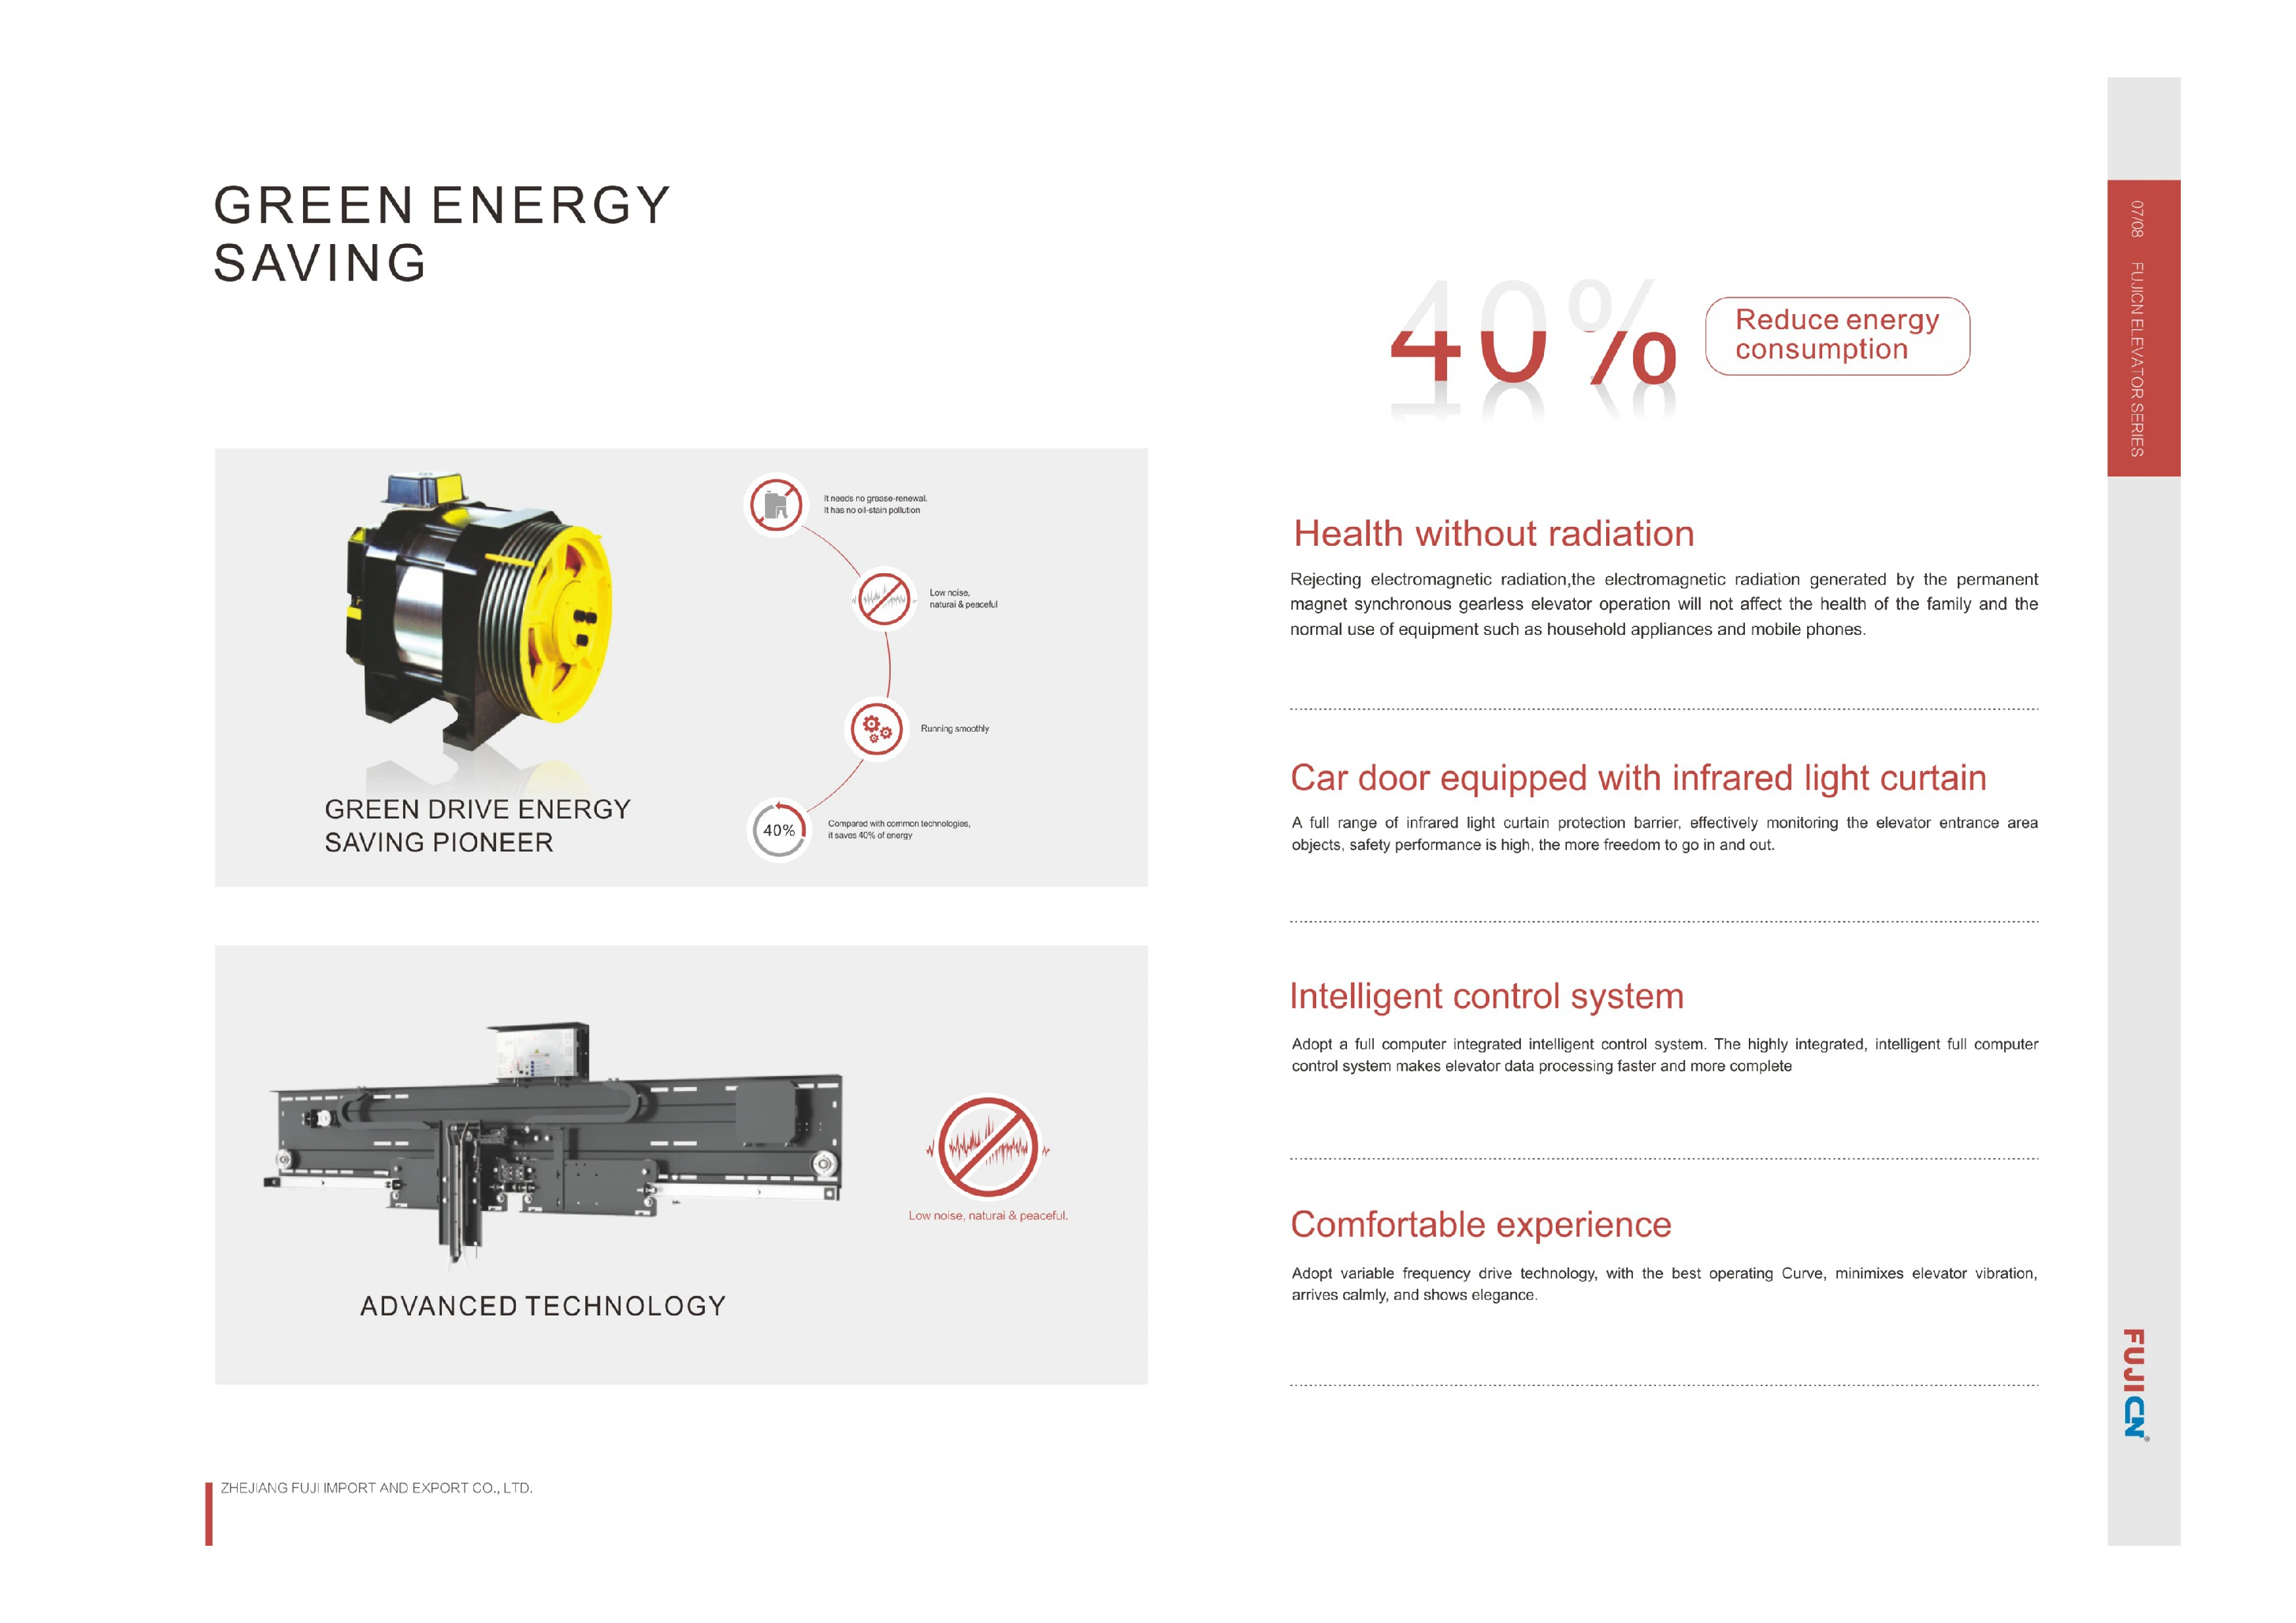 GREEN ENERGY
SAVING
It needs no grease-renewal.
It has no oil-stain pollution
Low noise,
naturai & peaceful
Running smoothly
40%
Compared with common technologies,
it saves 40% of energy
GREEN DRIVE ENERGY
SAVING PIONEER
Low noise, naturai & peaceful.
ADVANCED TECHNOLOGY
ZHEJIANG FUJI IMPORT AND EXPORT CO., LTD.
40%
Reduce energy
consumption
Health without radiation
Rejecting electromagnetic radiation,the electromagnetic radiation generated by the permanent
magnet synchronous gearless elevator operation will not affect the health of the family and the
normal use of equipment such as household appliances and mobile phones.
Car door equipped with infrared light curtain
A full range of infrared light curtain protection barrier, effectively monitoring the elevator entrance area
objects, safety performance is high, the more freedom to go in and out.
Intelligent control system
Adopt a full computer integrated intelligent control system. The highly integrated, intelligent full computer
control system makes elevator data processing faster and more complete
Comfortable experience
Adopt variable frequency drive technology, with the best operating Curve, minimixes elevator vibration,
arrives calmly, and shows elegance.
07/08 FUJICN ELEVATOR SERIES
FUJICN®